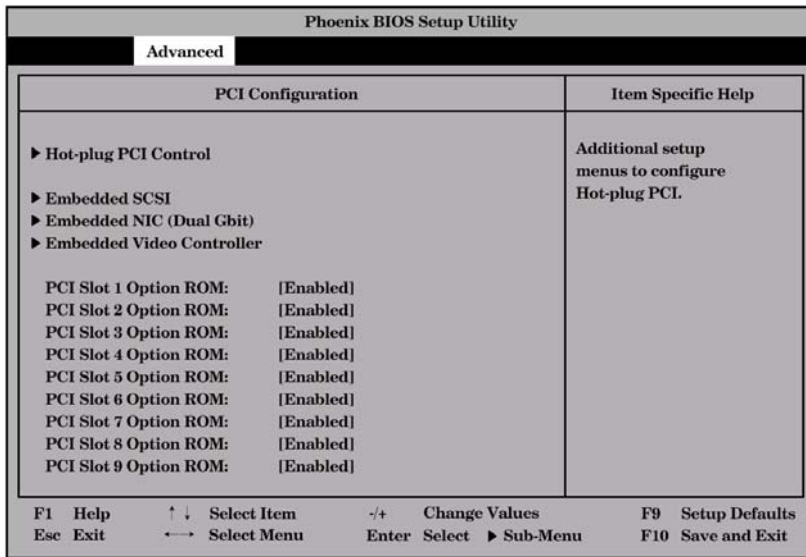 Phoenix BIOS Setup Utility
Advanced
PCI Configuration
Item Specific Help
▶ Hot-plug PCI Control
▶ Embedded SCSI
▶ Embedded NIC (Dual Gbit)
▶ Embedded Video Controller
PCI Slot 1 Option ROM: [Enabled]
PCI Slot 2 Option ROM: [Enabled]
PCI Slot 3 Option ROM: [Enabled]
PCI Slot 4 Option ROM: [Enabled]
PCI Slot 5 Option ROM: [Enabled]
PCI Slot 6 Option ROM: [Enabled]
PCI Slot 7 Option ROM: [Enabled]
PCI Slot 8 Option ROM: [Enabled]
PCI Slot 9 Option ROM: [Enabled]
Additional setup
menus to configure
Hot-plug PCI.
F1 Help ↑ ↓ Select Item -/+ Change Values F9 Setup Defaults
Esc Exit ←→ Select Menu Enter Select ▶ Sub-Menu F10 Save and Exit